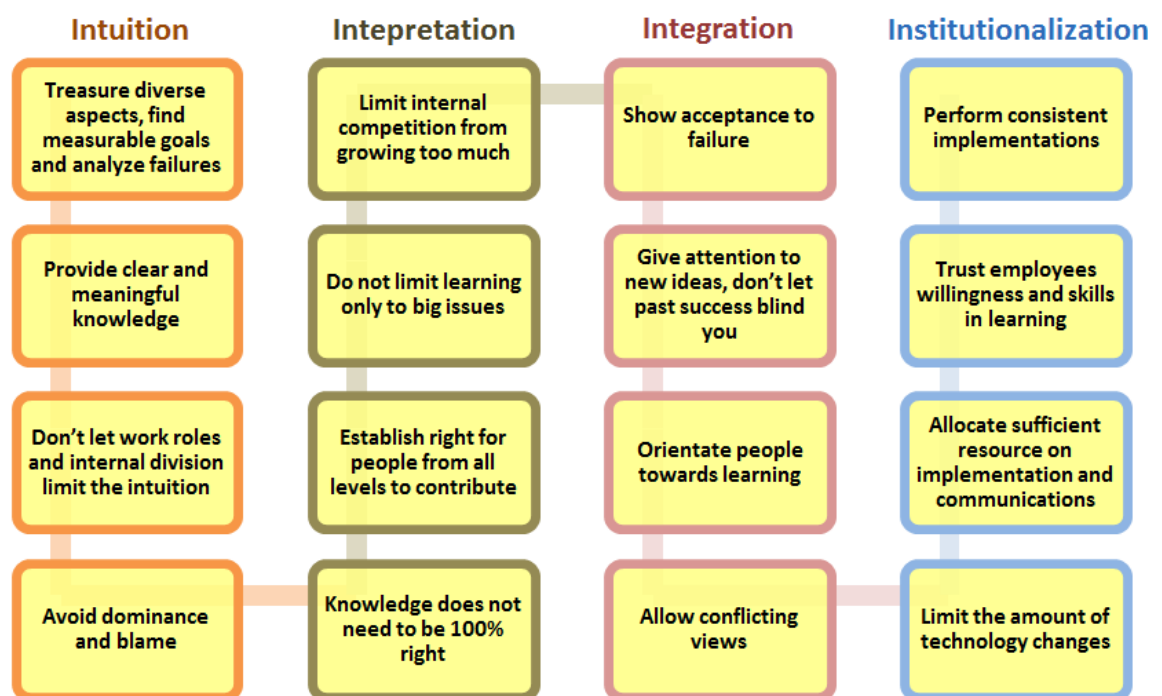 Intuition
Treasure diverse
aspects, find
measurable goals
and analyze failures
Provide clear and
meaningful
knowledge
Don't let work roles
and internal division
limit the intuition
Avoid dominance
and blame
Intepretation
Limit internal
competition from
growing too much
Do not limit learning
only to big issues
Establish right for
people from all
levels to contribute
Knowledge does not
need to be 100%
right
Integration
Show acceptance to
failure
Give attention to
new ideas, don't let
past success blind
you
Orientate people
towards learning
Allow conflicting
views
Institutionalization
Perform consistent
implementations
Trust employees
willingness and skills
in learning
Allocate sufficient
resource on
implementation and
communications
Limit the amount of
technology changes